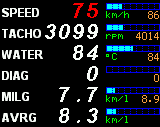 SPEED 75 km/h 86
TACHO 3099 rpm 4014
WATER 84 °C 84
DIAG 0 0
MILG 7.7 km/l 8.9
AVRG 8.3 km/l